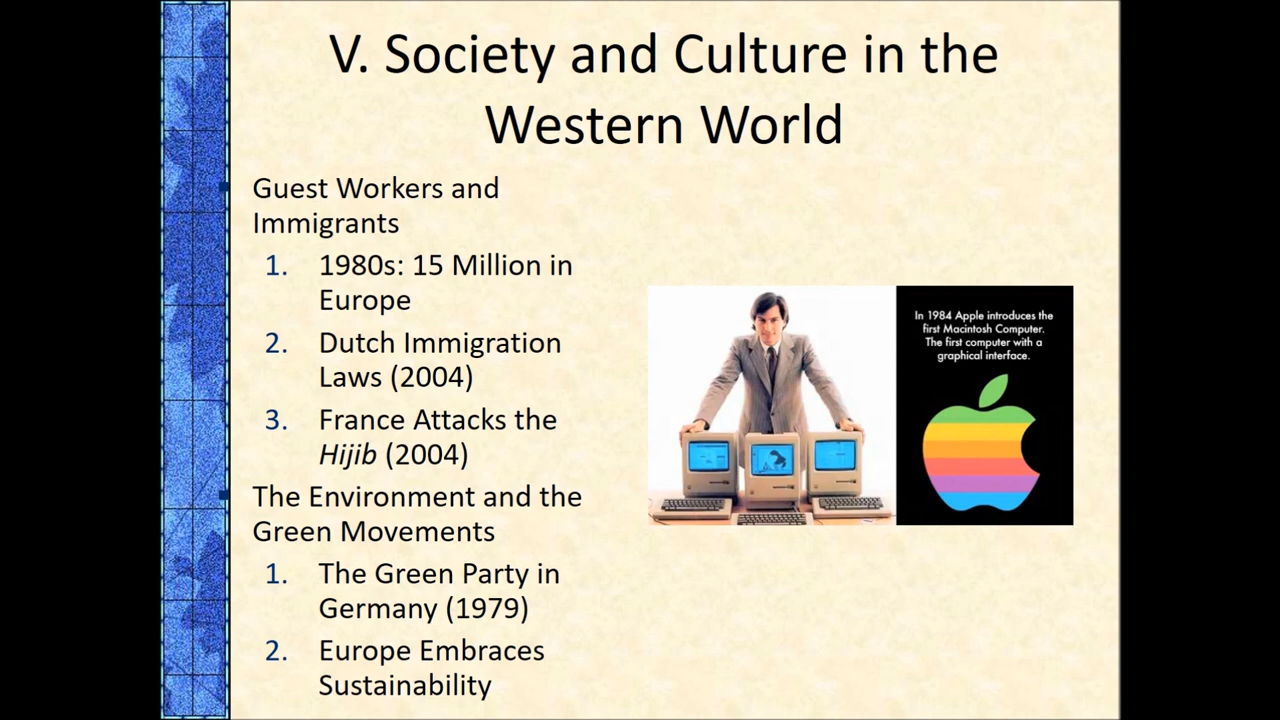 V. Society and Culture in the
Western World
Guest Workers and
Immigrants
1. 1980s: 15 Million in
Europe
2. Dutch Immigration
Laws (2004)
3. France Attacks the
Hijib (2004)
The Environment and the
Green Movements
1. The Green Party in
Germany (1979)
2. Europe Embraces
Sustainability
In 1984 Apple introduces the
first Macintosh Computer.
The first computer with a
graphical interface.